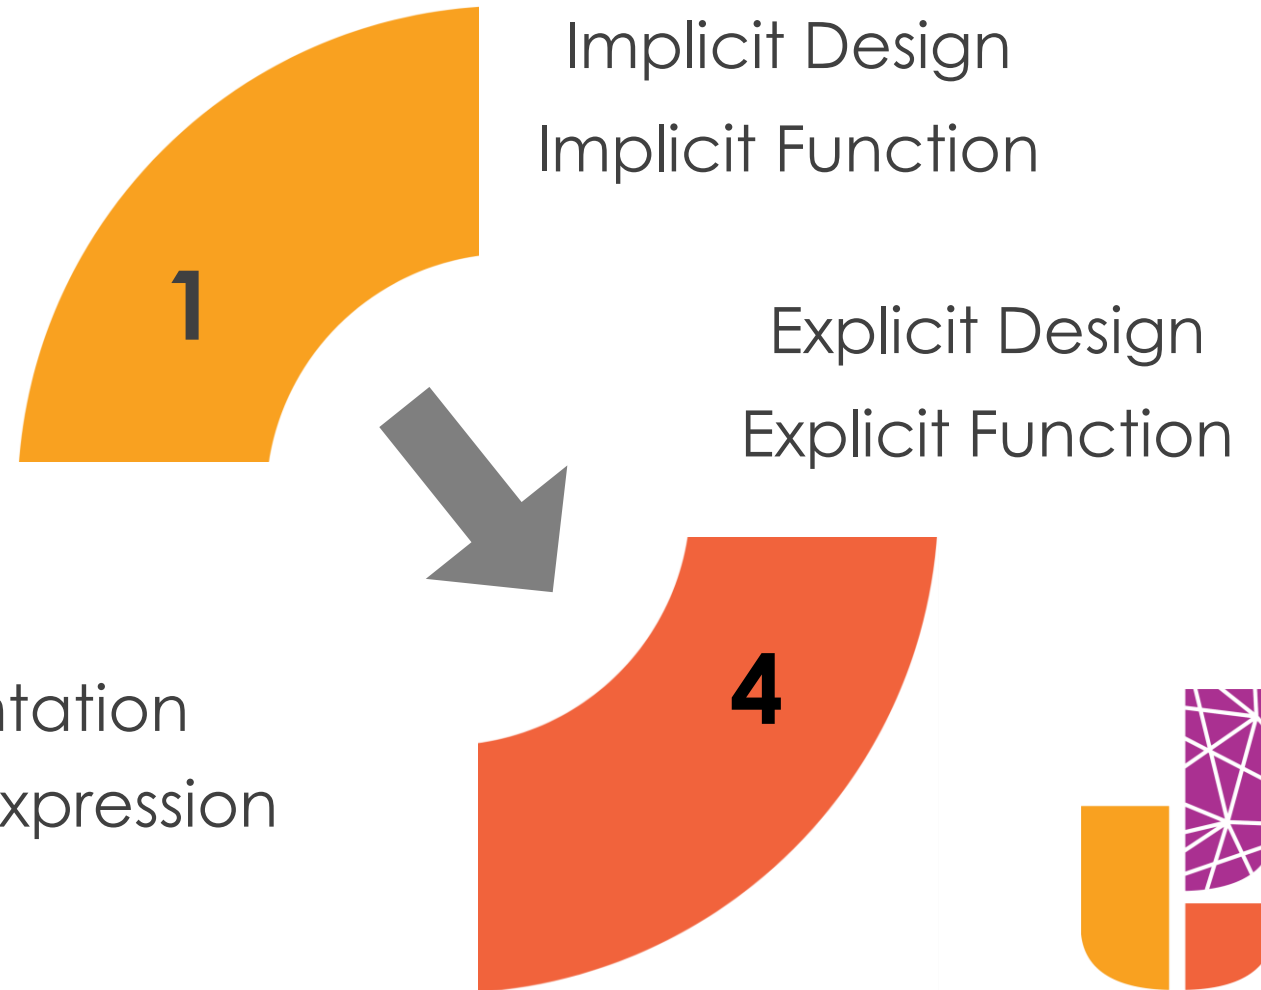 Implicit Design
Implicit Function
1
Explicit Design
Explicit Function
4
ntation
xpression